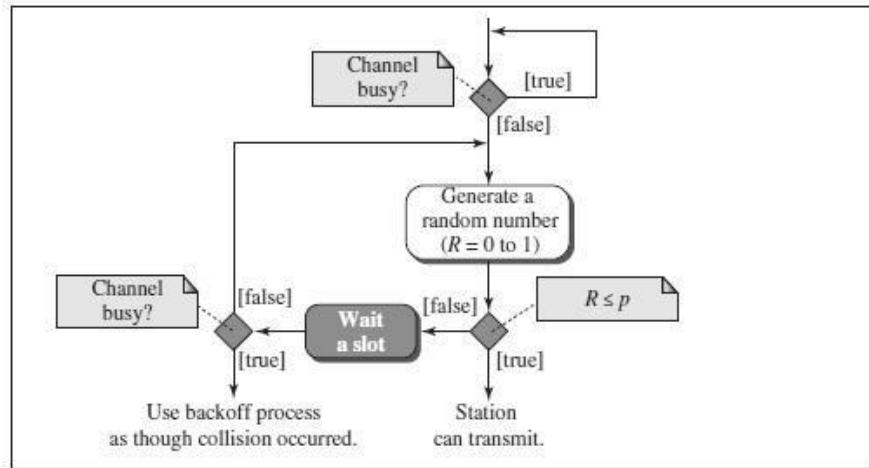 Channel
busy?
[true]
[false]
Generate a
random number
(R = 0 to 1)
Channel
busy?
[false]
Wait
a slot
[false]
R ≤ p
[true]
[true]
Use backoff process
as though collision occurred.
Station
can transmit.